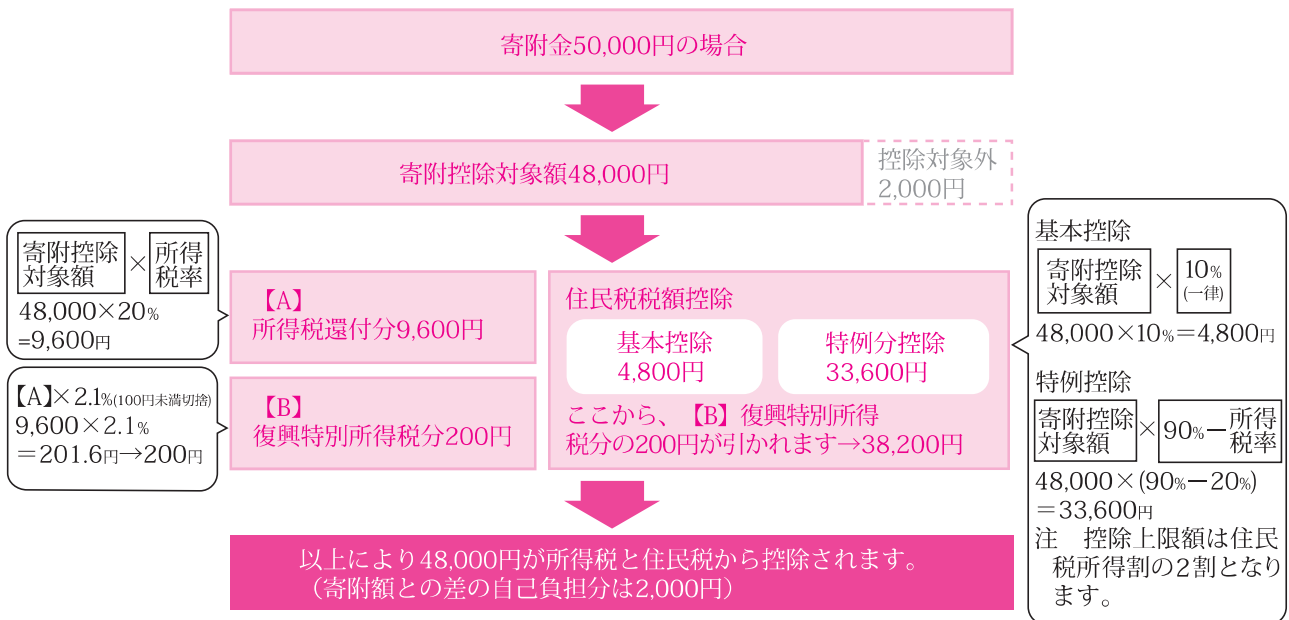 寄附金50,000円の場合
寄附控除対象額48,000円
控除対象外
2,000円
寄附控除
対象額
×
所得
税率
48,000×20%
=9,600円
【A】×2.1%(100円未満切捨)
9,600×2.1%
＝201.6円→200円
【A】
所得税還付分9,600円
【B】
復興特別所得税分200円
住民税税額控除
基本控除
4,800円
特例分控除
33,600円
ここから、【B】復興特別所得
税分の200円が引かれます→38,200円
基本控除
寄附控除
対象額
×
10%
(一律)
48,000×10%＝4,800円
特例控除
寄附控除
対象額
×
90%－
所得
税率
48,000×(90%－20%)
＝33,600円
注　控除上限額は住民
税所得割の2割となり
ます。
以上により48,000円が所得税と住民税から控除されます。
（寄附額との差の自己負担分は2,000円）